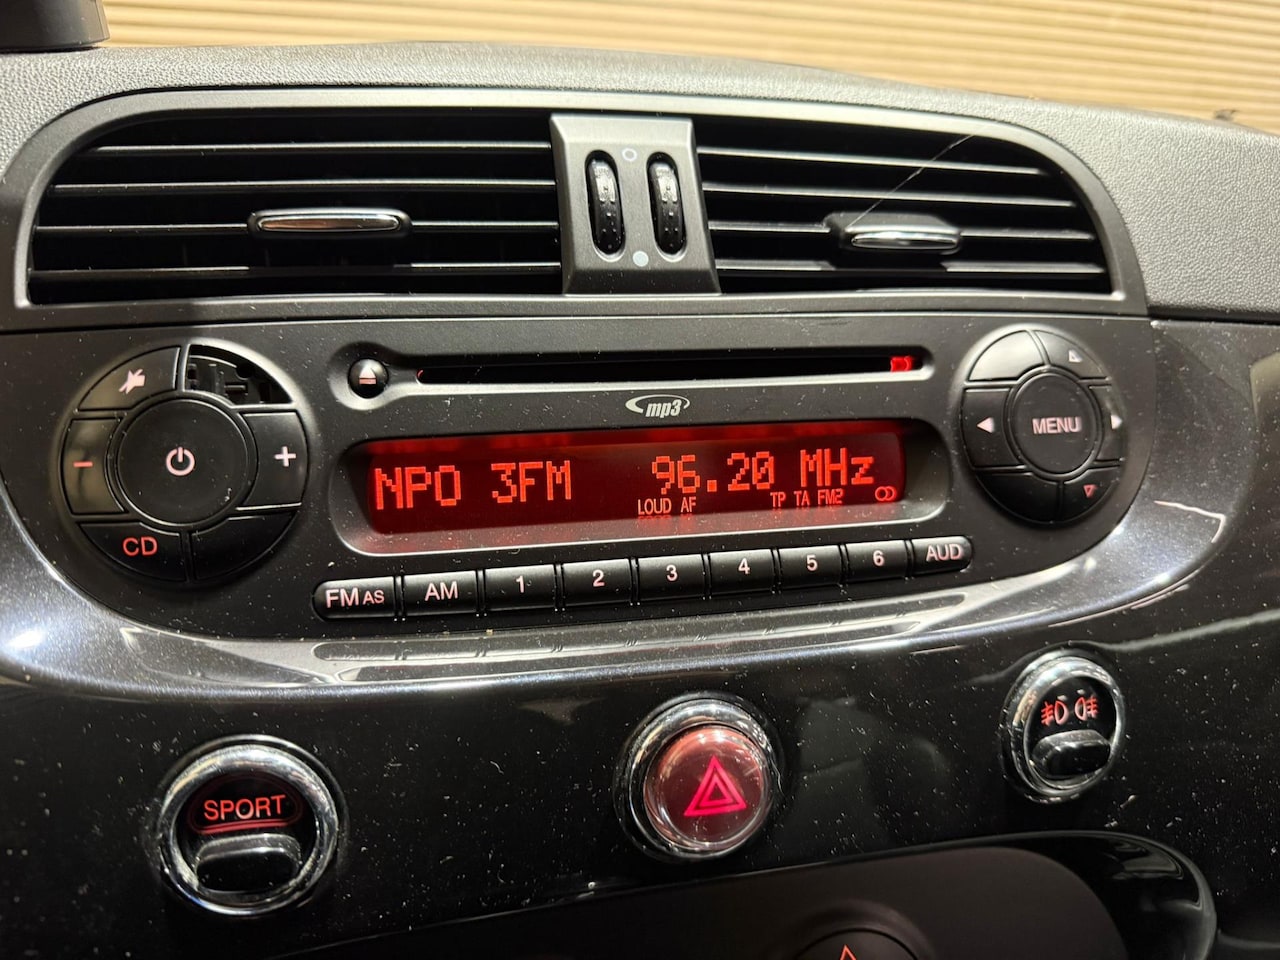 mp3
NPO 3FM 96.20 MHz
LOUD AF TP TA FM2
MENU
- +
CD
FM AS AM 1 2 3 4 5 6 AUD
SPORT